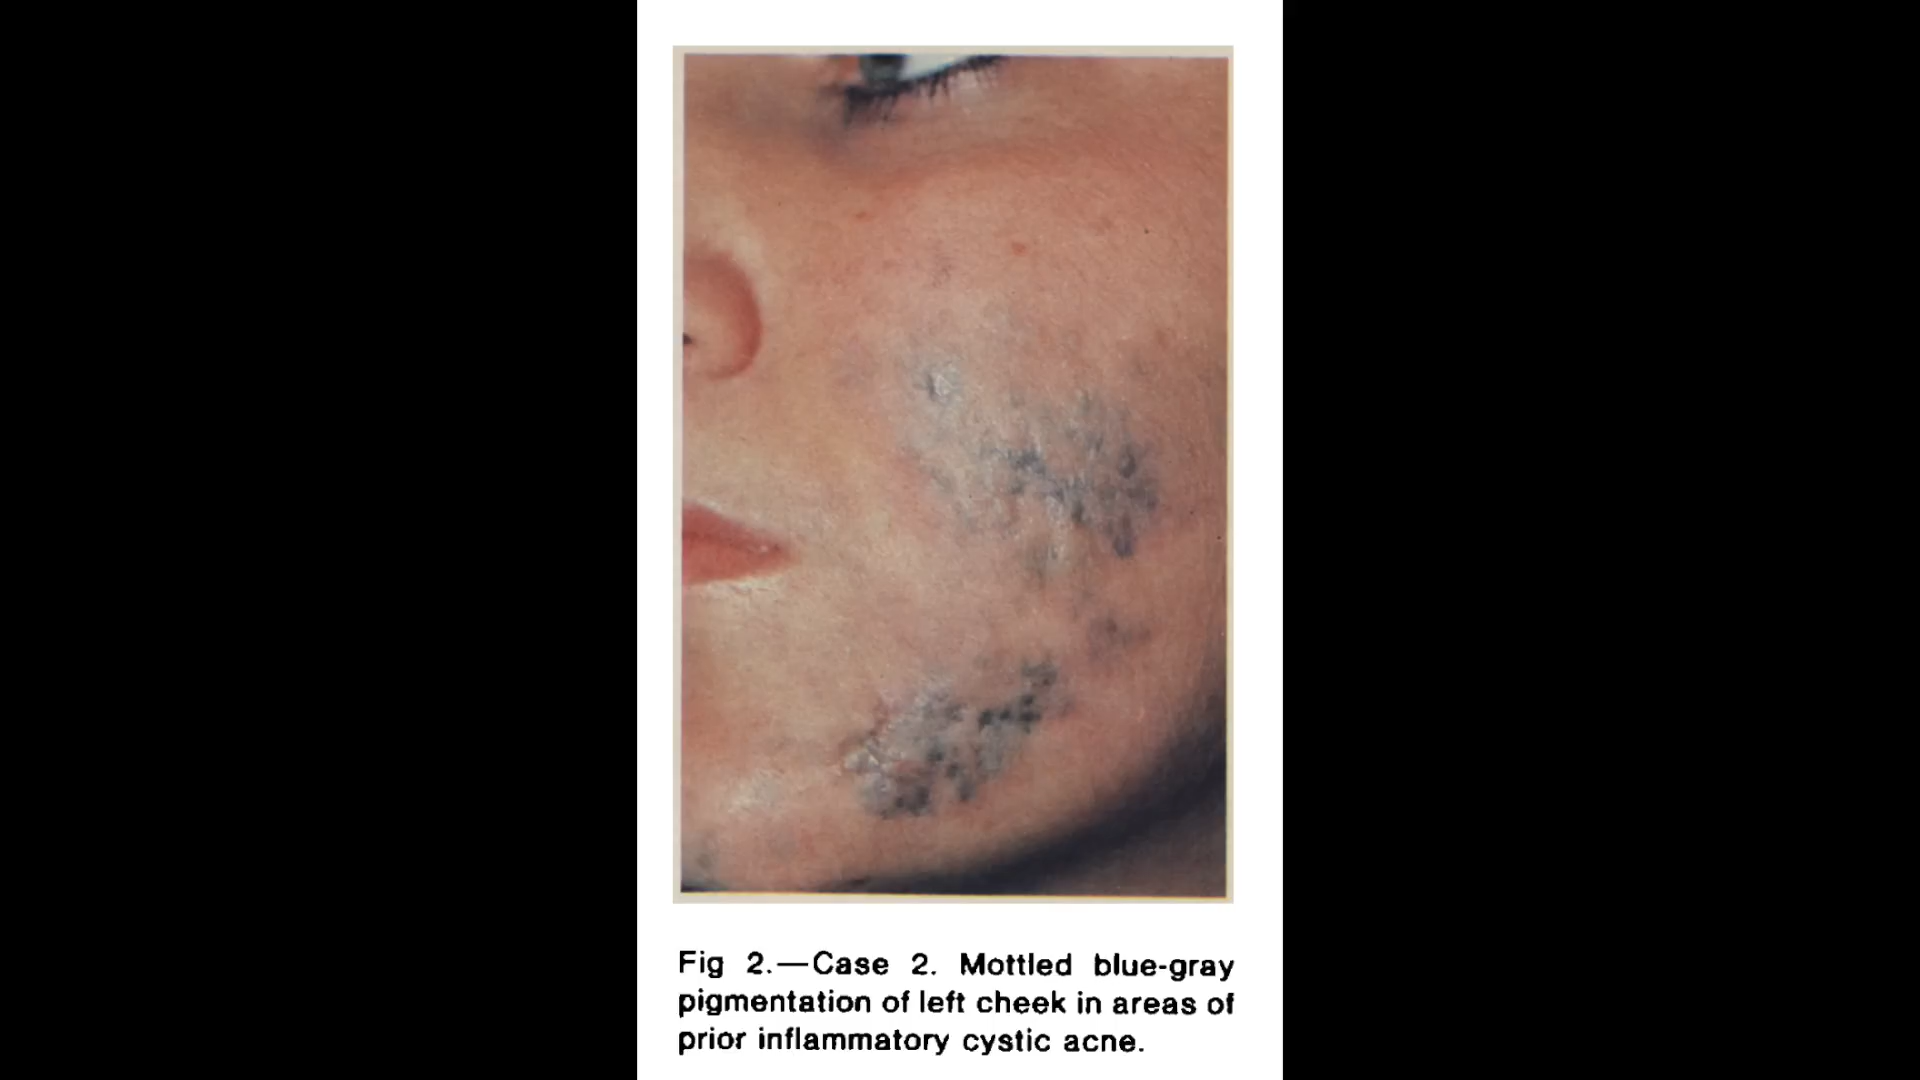 Fig 2.—Case 2. Mottled blue-gray
pigmentation of left cheek in areas of
prior inflammatory cystic acne.